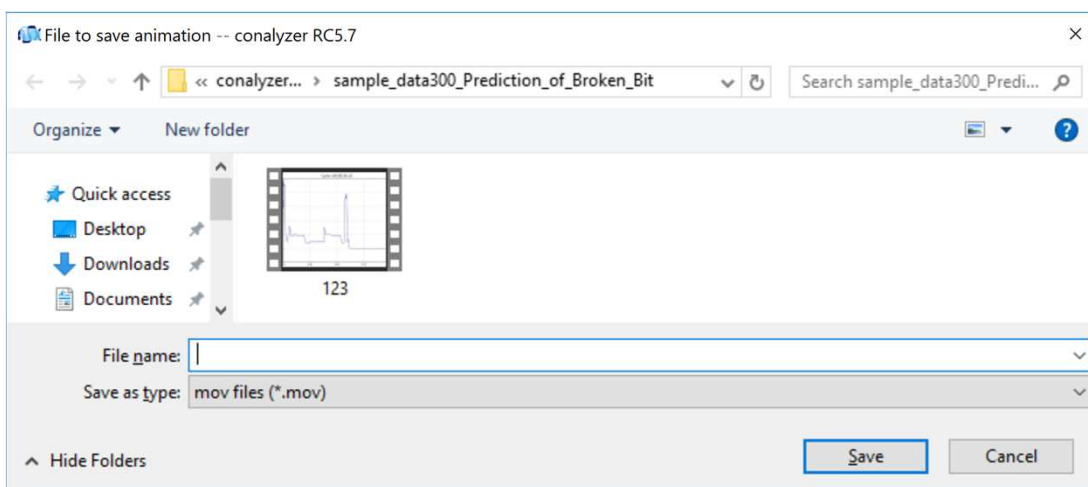 File to save animation -- conalyzer RC5.7
« conalyzer... › sample_data300_Prediction_of_Broken_Bit
Search sample_data300_Predi...
Organize
New folder
Quick access
Desktop
Downloads
Documents
123
File name:
Save as type: mov files (*.mov)
Hide Folders
Save
Cancel